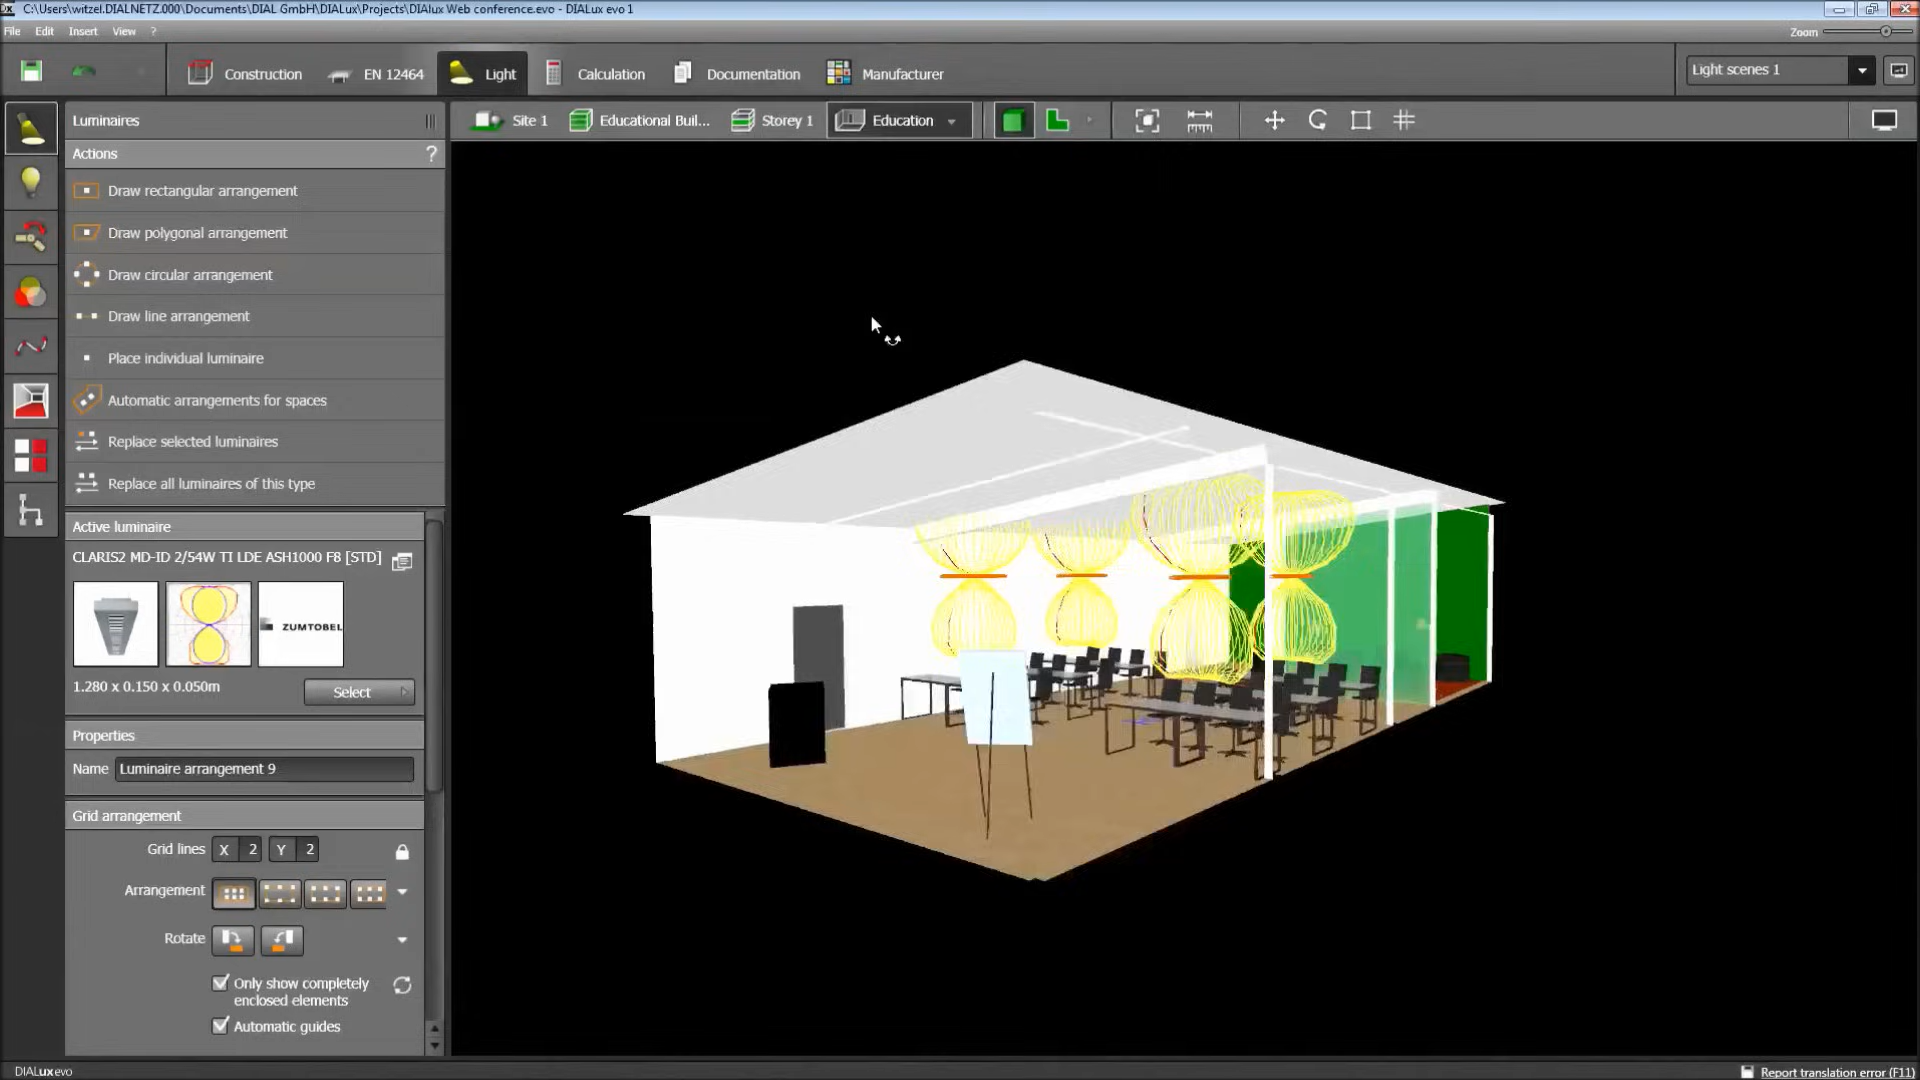 C:\Users\witzel.DIALNETZ.000\Documents\DIAL GmbH\DIALux\Projects\DIAlux Web conference.evo - DIALux evo 1
File Edit Insert View ?
Zoom
Construction EN 12464 Light Calculation Documentation Manufacturer
Light scenes 1
Luminaires
Site 1 Educational Buil... Storey 1 Education
Actions ?
Draw rectangular arrangement
Draw polygonal arrangement
Draw circular arrangement
Draw line arrangement
Place individual luminaire
Automatic arrangements for spaces
Replace selected luminaires
Replace all luminaires of this type
Active luminaire
CLARIS2 MD-ID 2/54W TI LDE ASH1000 F8 [STD]
ZUMTOBEL
1.280 x 0.150 x 0.050m
Select
Properties
Name Luminaire arrangement 9
Grid arrangement
Grid lines X 2 Y 2
Arrangement
Rotate
Only show completely
enclosed elements
Automatic guides
DIALux evo
Report translation error (F11)